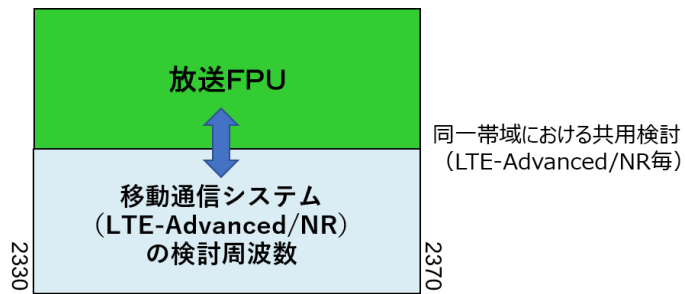 放送FPU
同一帯域における共用検討
（LTE-Advanced/NR毎）
移動通信システム
（LTE-Advanced/NR）
の検討周波数
2330
2370